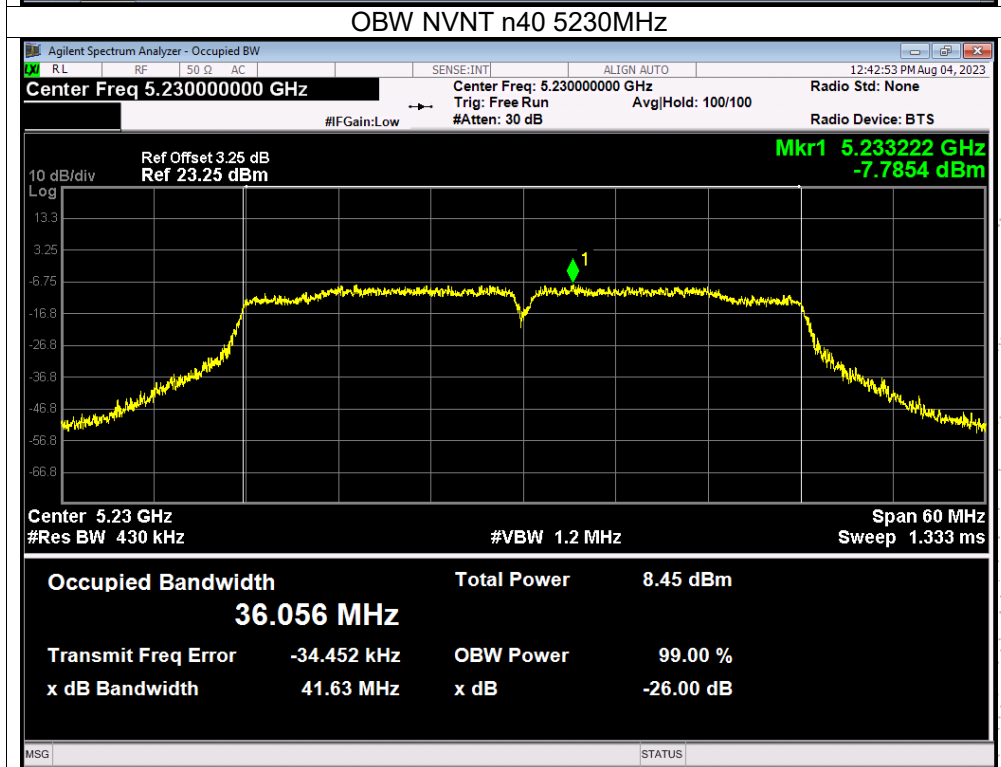 OBW NVNT n40 5230MHz
Agilent Spectrum Analyzer - Occupied BW
LXI RL RF 50 Ω AC SENSE:INT ALIGN AUTO 12:42:53 PM Aug 04, 2023
Center Freq 5.230000000 GHz Center Freq: 5.230000000 GHz Radio Std: None
Trig: Free Run Avg|Hold: 100/100
#IFGain:Low #Atten: 30 dB Radio Device: BTS
Mkr1 5.233222 GHz
-7.7854 dBm
Ref Offset 3.25 dB
10 dB/div Ref 23.25 dBm
Log
13.3
3.25
1
-6.75
-16.8
-26.8
-36.8
-46.8
-56.8
-66.8
Center 5.23 GHz Span 60 MHz
#Res BW 430 kHz #VBW 1.2 MHz Sweep 1.333 ms
Occupied Bandwidth Total Power 8.45 dBm
36.056 MHz
Transmit Freq Error -34.452 kHz OBW Power 99.00 %
x dB Bandwidth 41.63 MHz x dB -26.00 dB
MSG STATUS